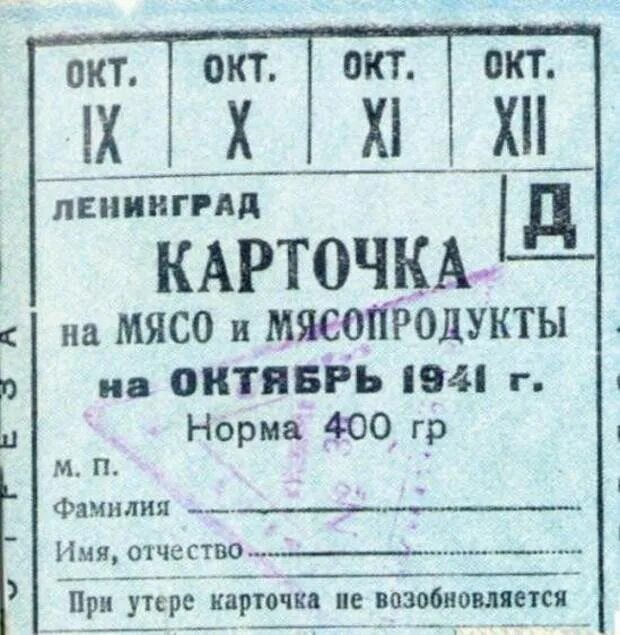 ОКТ. ОКТ. ОКТ. ОКТ.
IX X XI XII
ЛЕНИНГРАД Д
КАРТОЧКА
на МЯСО и МЯСОПРОДУКТЫ
на ОКТЯБРЬ 1941 г.
Норма 400 гр
м. п.
Фамилия
Имя, отчество
При утере карточка не возобновляется